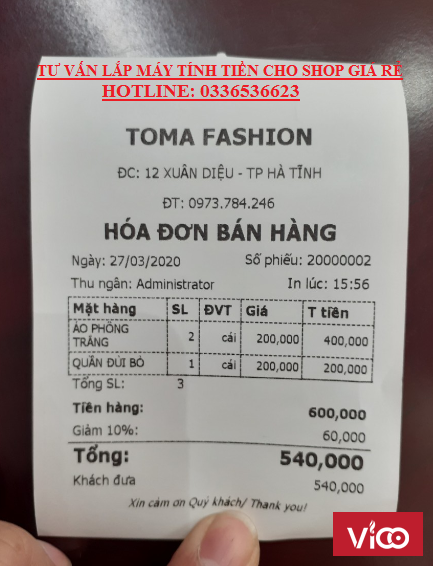 TƯ VẤN LẮP MÁY TÍNH TIỀN CHO SHOP GIÁ RẺ
HOTLINE: 0336536623
TOMA FASHION
ĐC: 12 XUÂN DIỆU - TP HÀ TĨNH
ĐT: 0973.784.246
HÓA ĐƠN BÁN HÀNG
Ngày: 27/03/2020 Số phiếu: 20000002
Thu ngân: Administrator In lúc: 15:56
Mặt hàng SL ĐVT Giá T tiền
ÁO PHÔNG
TRẮNG 2 cái 200,000 400,000
QUẦN ĐÙI BÒ 1 cái 200,000 200,000
Tổng SL: 3
Tiền hàng: 600,000
Giảm 10%: 60,000
Tổng: 540,000
Khách đưa 540,000
Xin cảm ơn Quý khách/ Thank you!
Vioo